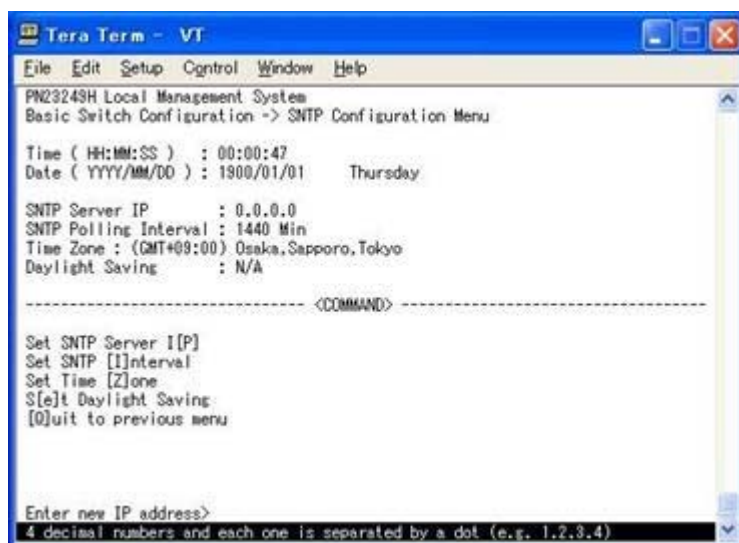 Tera Term - VT
File Edit Setup Control Window Help
PN23249H Local Management System
Basic Switch Configuration -> SNTP Configuration Menu
Time ( HH:MM:SS ) : 00:00:47
Date ( YYYY/MM/DD ) : 1900/01/01 Thursday
SNTP Server IP : 0.0.0.0
SNTP Polling Interval : 1440 Min
Time Zone : (GMT+09:00) Osaka,Sapporo,Tokyo
Daylight Saving : N/A
-------------------------------- <COMMAND> -----------------------------------
Set SNTP Server I[P]
Set SNTP [I]nterval
Set Time [Z]one
S[e]t Daylight Saving
[Q]uit to previous menu
Enter new IP address>
4 decimal numbers and each one is separated by a dot (e.g. 1.2.3.4)